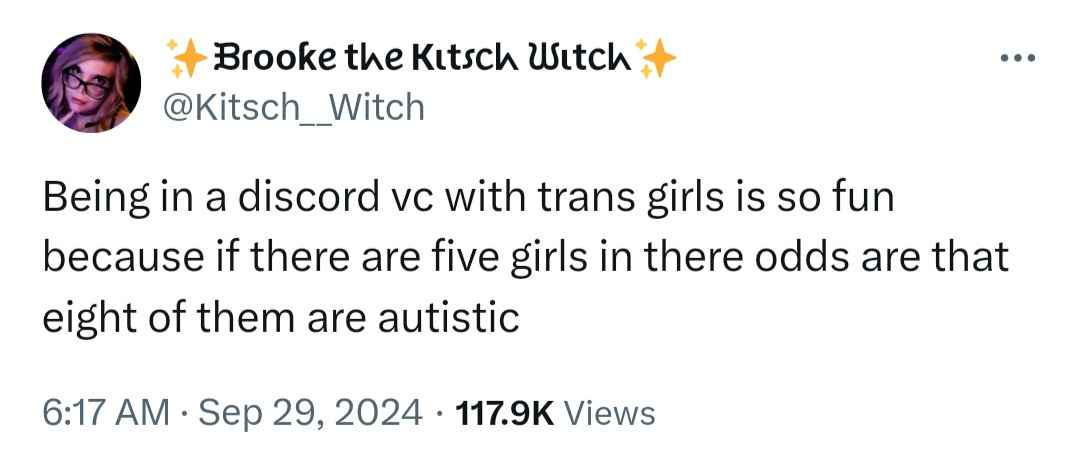 ✨Brooke the Kitsch Witch✨
@Kitsch__Witch
Being in a discord vc with trans girls is so fun
because if there are five girls in there odds are that
eight of them are autistic
6:17 AM · Sep 29, 2024 · 117.9K Views